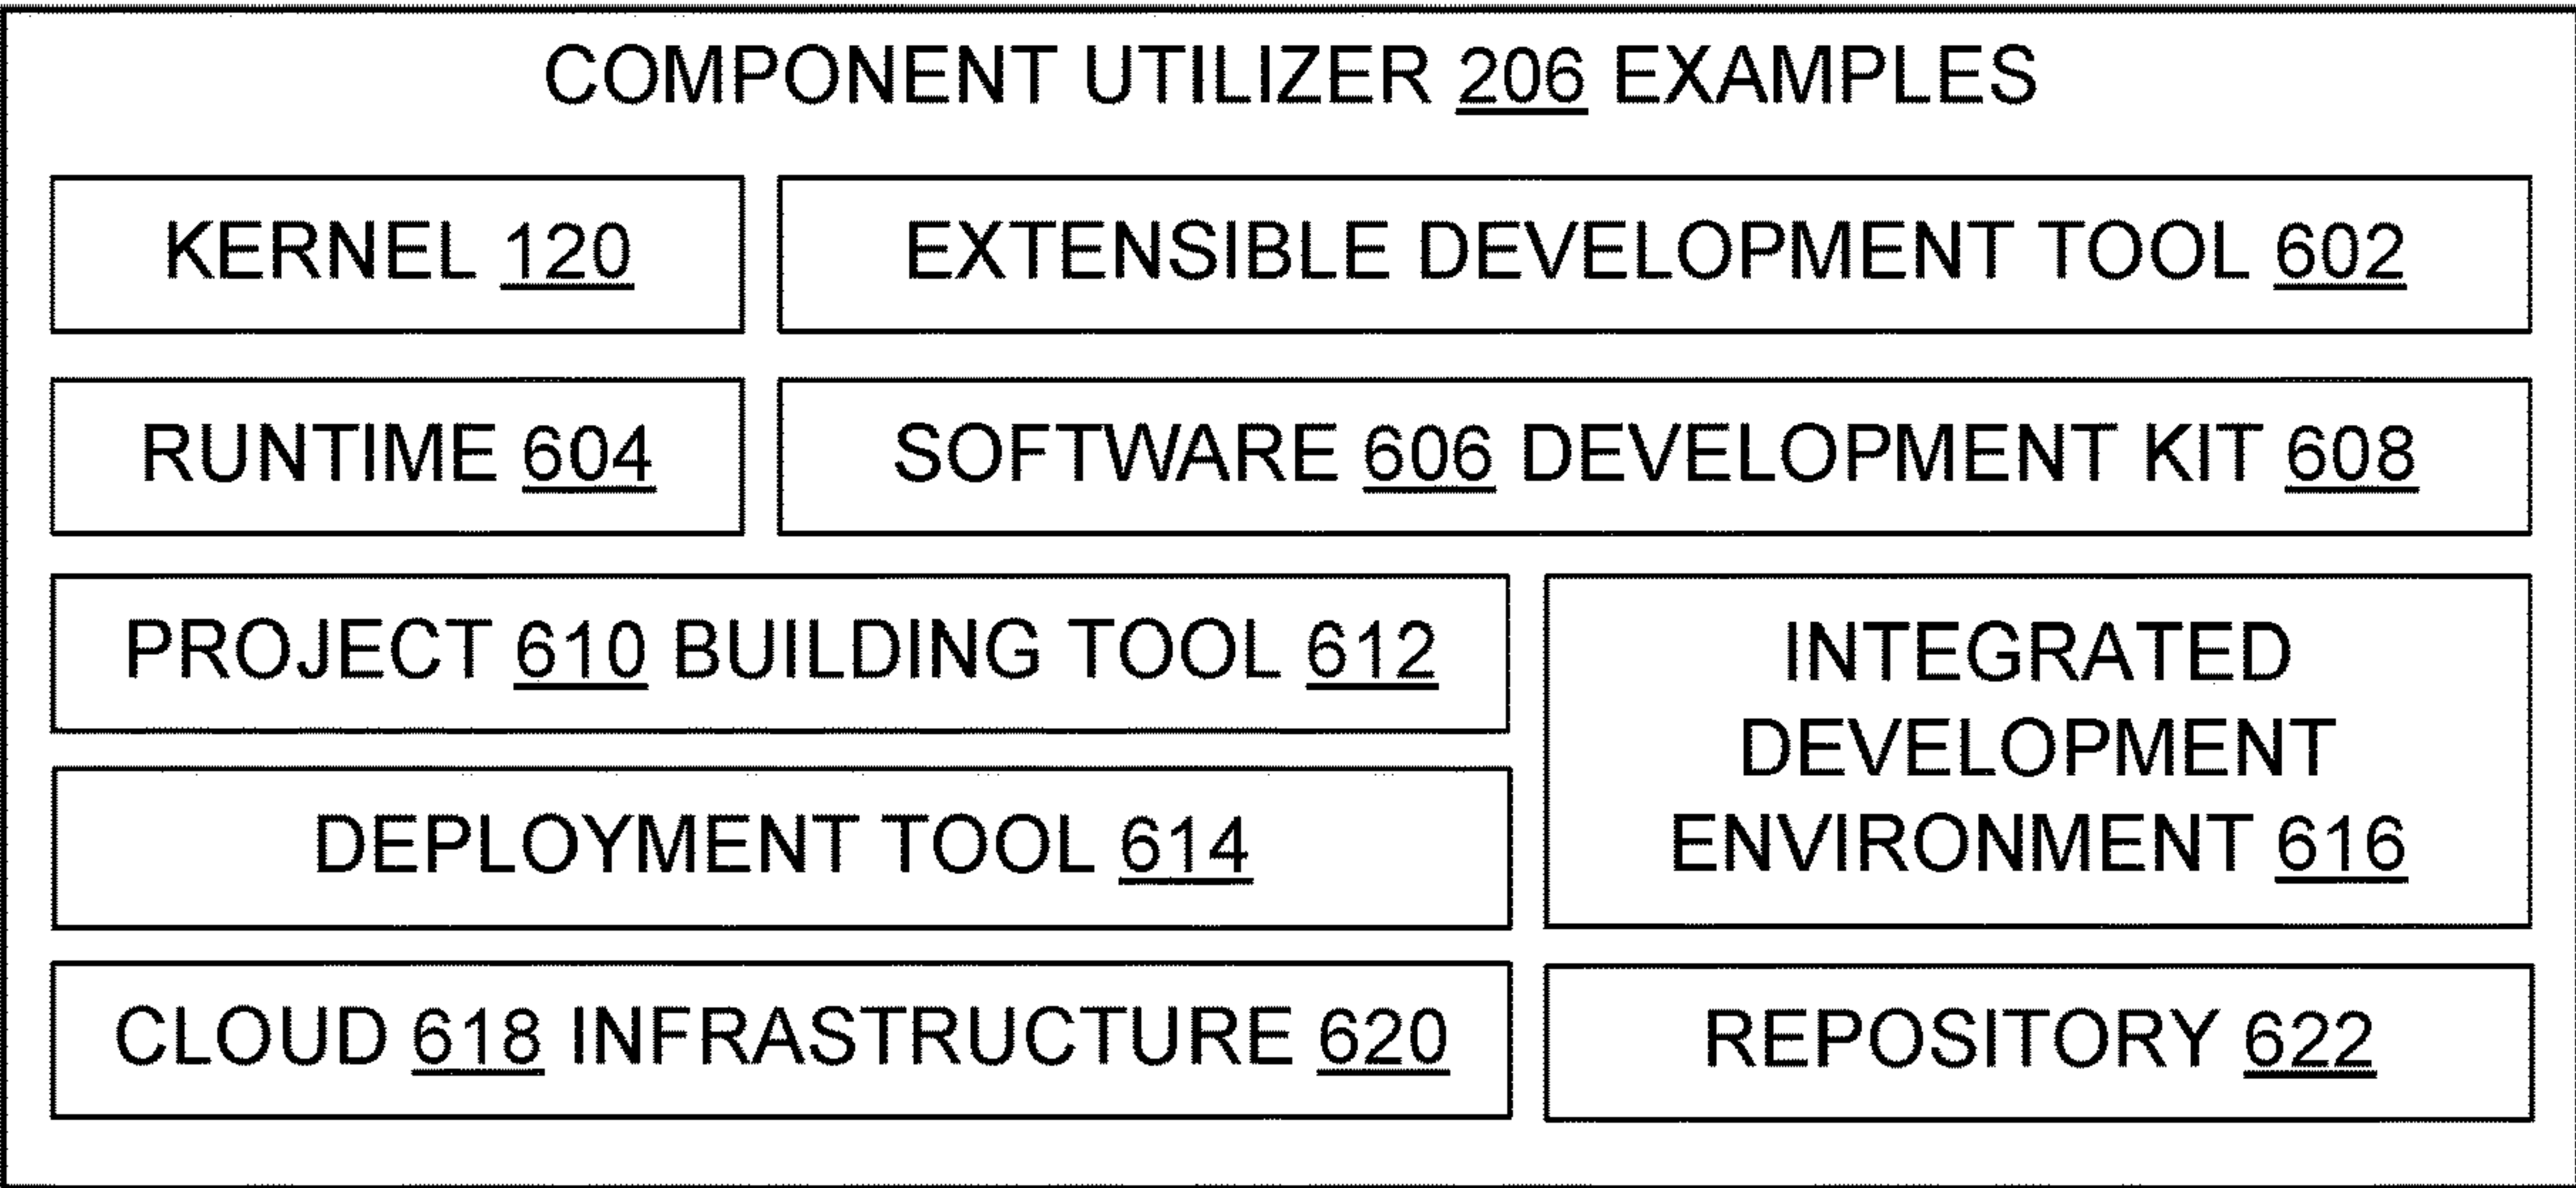 COMPONENT UTILIZER 206 EXAMPLES
KERNEL 120
EXTENSIBLE DEVELOPMENT TOOL 602
RUNTIME 604
SOFTWARE 606 DEVELOPMENT KIT 608
PROJECT 610 BUILDING TOOL 612
INTEGRATED
DEVELOPMENT
ENVIRONMENT 616
DEPLOYMENT TOOL 614
CLOUD 618 INFRASTRUCTURE 620
REPOSITORY 622